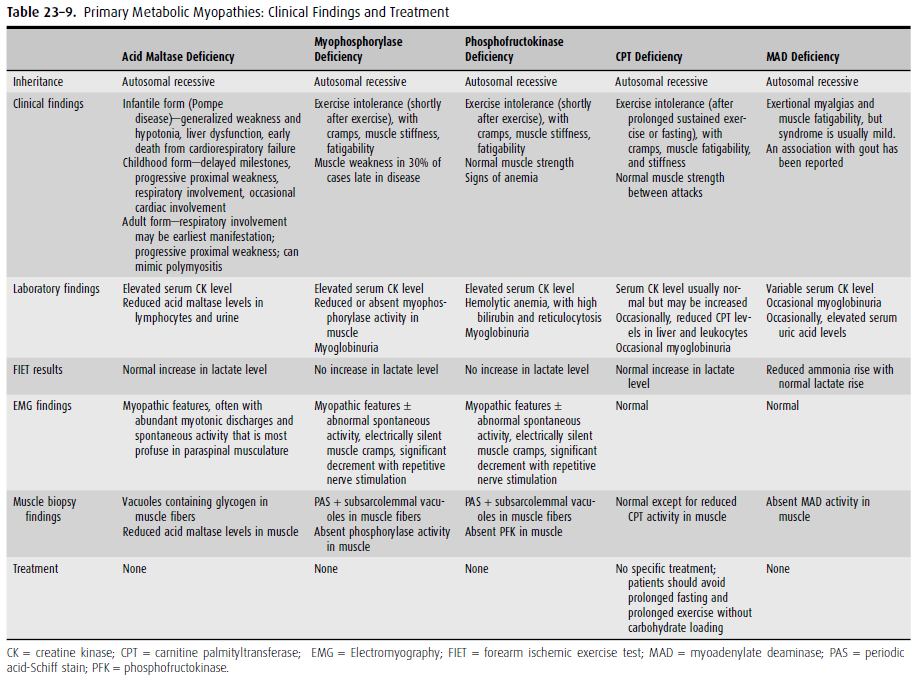 Table 23–9. Primary Metabolic Myopathies: Clinical Findings and Treatment
Acid Maltase Deficiency
Myophosphorylase
Deficiency
Phosphofructokinase
Deficiency
CPT Deficiency
MAD Deficiency
Inheritance
Autosomal recessive
Autosomal recessive
Autosomal recessive
Autosomal recessive
Autosomal recessive
Clinical findings
Infantile form (Pompe
disease)—generalized weakness and
hypotonia, liver dysfunction, early
death from cardiorespiratory failure
Childhood form—delayed milestones,
progressive proximal weakness,
respiratory involvement, occasional
cardiac involvement
Adult form—respiratory involvement
may be earliest manifestation;
progressive proximal weakness; can
mimic polymyositis
Exercise intolerance (shortly
after exercise), with
cramps, muscle stiffness,
fatigability
Muscle weakness in 30% of
cases late in disease
Exercise intolerance (shortly
after exercise), with
cramps, muscle stiffness,
fatigability
Normal muscle strength
Signs of anemia
Exercise intolerance (after
prolonged sustained exer-
cise or fasting), with
cramps, muscle fatigability,
and stiffness
Normal muscle strength
between attacks
Exertional myalgias and
muscle fatigability, but
syndrome is usually mild.
An association with gout has
been reported
Laboratory findings
Elevated serum CK level
Reduced acid maltase levels in
lymphocytes and urine
Elevated serum CK level
Reduced or absent myophos-
phorylase activity in
muscle
Myoglobinuria
Elevated serum CK level
Hemolytic anemia, with high
bilirubin and reticulocytosis
Myoglobinuria
Serum CK level usually nor-
mal but may be increased
Occasionally, reduced CPT lev-
els in liver and leukocytes
Occasional myoglobinuria
Variable serum CK level
Occasional myoglobinuria
Occasionally, elevated serum
uric acid levels
FIET results
Normal increase in lactate level
No increase in lactate level
No increase in lactate level
Normal increase in lactate
level
Reduced ammonia rise with
normal lactate rise
EMG findings
Myopathic features, often with
abundant myotonic discharges and
spontaneous activity that is most
profuse in paraspinal musculature
Myopathic features ±
abnormal spontaneous
activity, electrically silent
muscle cramps, significant
decrement with repetitive
nerve stimulation
Myopathic features ±
abnormal spontaneous
activity, electrically silent
muscle cramps, significant
decrement with repetitive
nerve stimulation
Normal
Normal
Muscle biopsy
findings
Vacuoles containing glycogen in
muscle fibers
Reduced acid maltase levels in muscle
PAS + subsarcolemmal vacu-
oles in muscle fibers
Absent phosphorylase activity
in muscle
PAS + subsarcolemmal vacu-
oles in muscle fibers
Absent PFK in muscle
Normal except for reduced
CPT activity in muscle
Absent MAD activity in
muscle
Treatment
None
None
None
No specific treatment;
patients should avoid
prolonged fasting and
prolonged exercise without
carbohydrate loading
None
CK = creatine kinase; CPT = carnitine palmityltransferase; EMG = Electromyography; FIET = forearm ischemic exercise test; MAD = myoadenylate deaminase; PAS = periodic
acid-Schiff stain; PFK = phosphofructokinase.